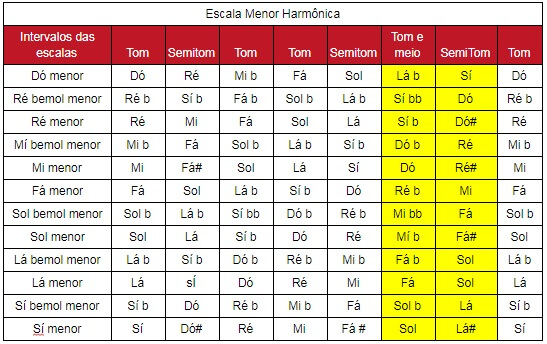 Escala Menor Harmônica
Intervalos das escalas Tom Semitom Tom Tom Semitom Tom e meio SemiTom Tom
Dó menor Dó Ré Mi b Fá Sol Lá b Sí Dó
Ré bemol menor Ré b Sí b Fá b Sol b Lá b Sí bb Dó Ré b
Ré menor Ré Mi Fá Sol Lá Sí b Dó# Ré
Mí bemol menor Mi b Fá Sol b Lá b Sí b Dó b Ré Mi b
Mi menor Mi Fá# Sol Lá Sí Dó Ré# Mi
Fá menor Fá Sol Lá b Sí b Dó Ré b Mi Fá
Sol bemol menor Sol b Lá b Sí bb Dó b Ré b Mi bb Fá Sol b
Sol menor Sol Lá Sí b Dó Ré Mí b Fá# Sol
Lá bemol menor Lá b Sí b Dó b Ré b Mi b Fá b Sol Lá b
Lá menor Lá sÍ Dó Ré Mi Fá Sol Lá
Sí bemol menor Sí b Dó Ré b Mi b Fá Sol b Lá Sí b
Sí menor Sí Dó# Ré Mi Fá # Sol Lá# Sí